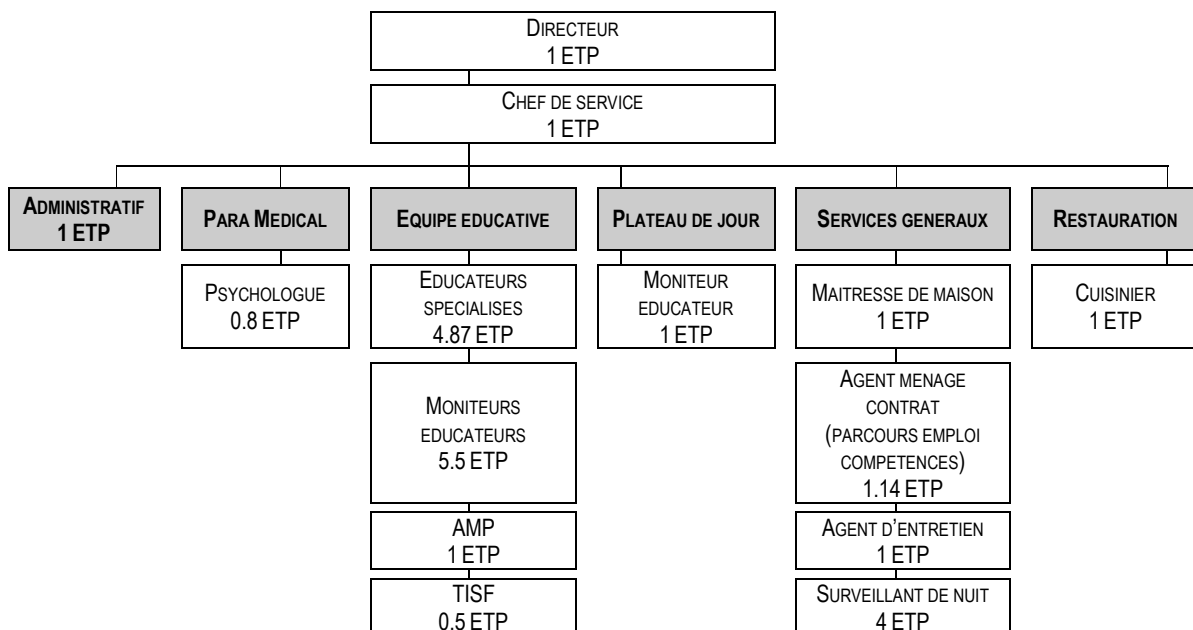 DIRECTEUR
1 ETP
CHEF DE SERVICE
1 ETP
ADMINISTRATIF
1 ETP
PARA MEDICAL
EQUIPE EDUCATIVE
PLATEAU DE JOUR
SERVICES GENERAUX
RESTAURATION
PSYCHOLOGUE
0.8 ETP
EDUCATEURS
SPECIALISES
4.87 ETP
MONITEUR
EDUCATEUR
1 ETP
MAITRESSE DE MAISON
1 ETP
CUISINIER
1 ETP
MONITEURS
EDUCATEURS
5.5 ETP
AGENT MENAGE
CONTRAT
(PARCOURS EMPLOI
COMPETENCES)
1.14 ETP
AMP
1 ETP
AGENT D'ENTRETIEN
1 ETP
TISF
0.5 ETP
SURVEILLANT DE NUIT
4 ETP